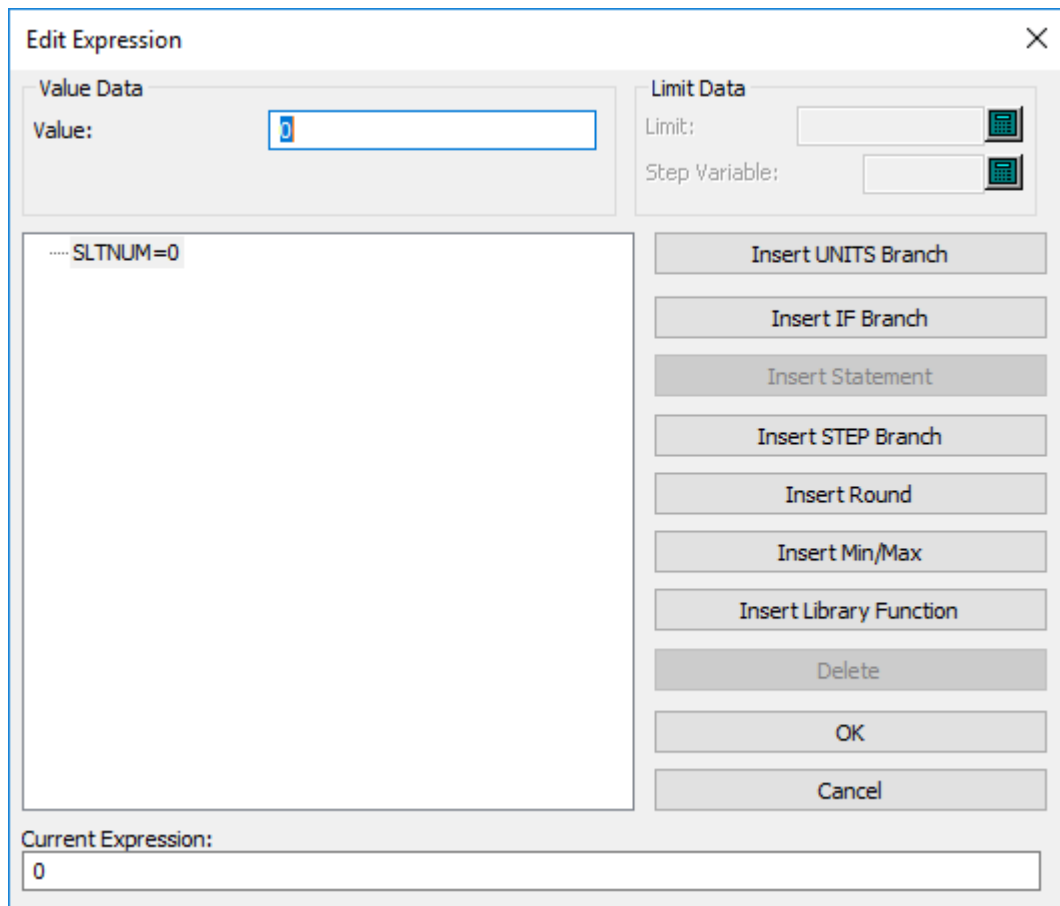 Edit Expression
Value Data
Value:
0
Limit Data
Limit:
Step Variable:
SLTNUM=0
Insert UNITS Branch
Insert IF Branch
Insert Statement
Insert STEP Branch
Insert Round
Insert Min/Max
Insert Library Function
Delete
OK
Cancel
Current Expression:
0